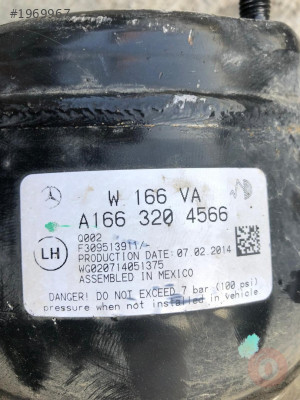 #1969967
W 166 VA
A166 320 4566
Q002
F309513911/-
LH
PRODUCTION DATE: 07.02.2014
WG020714051375
ASSEMBLED IN MEXICO
DANGER! DO NOT EXCEED 7 bar (100 psi)
pressure when not installed in vehicle